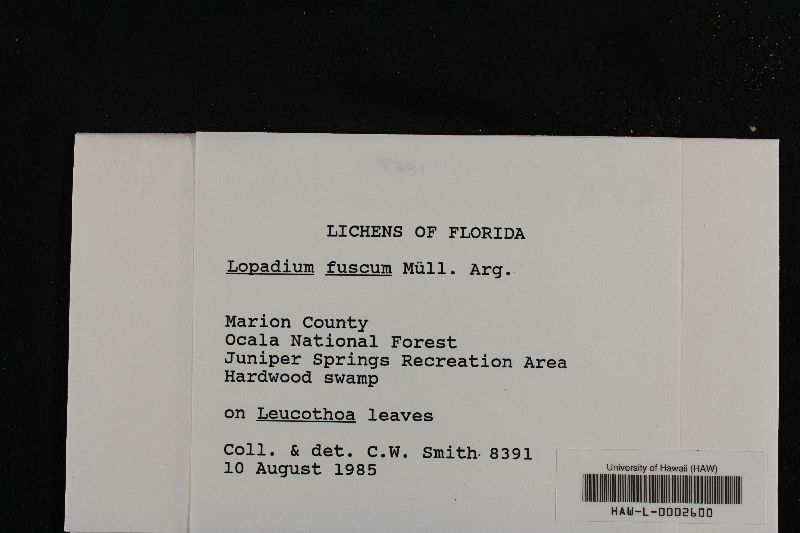 8391
LICHENS OF FLORIDA
Lopadium fuscum Müll. Arg.
Marion County
Ocala National Forest
Juniper Springs Recreation Area
Hardwood swamp
on Leucothoa leaves
Coll. & det. C.W. Smith 8391
10 August 1985
University of Hawaii (HAW)
HAW-L-0002600